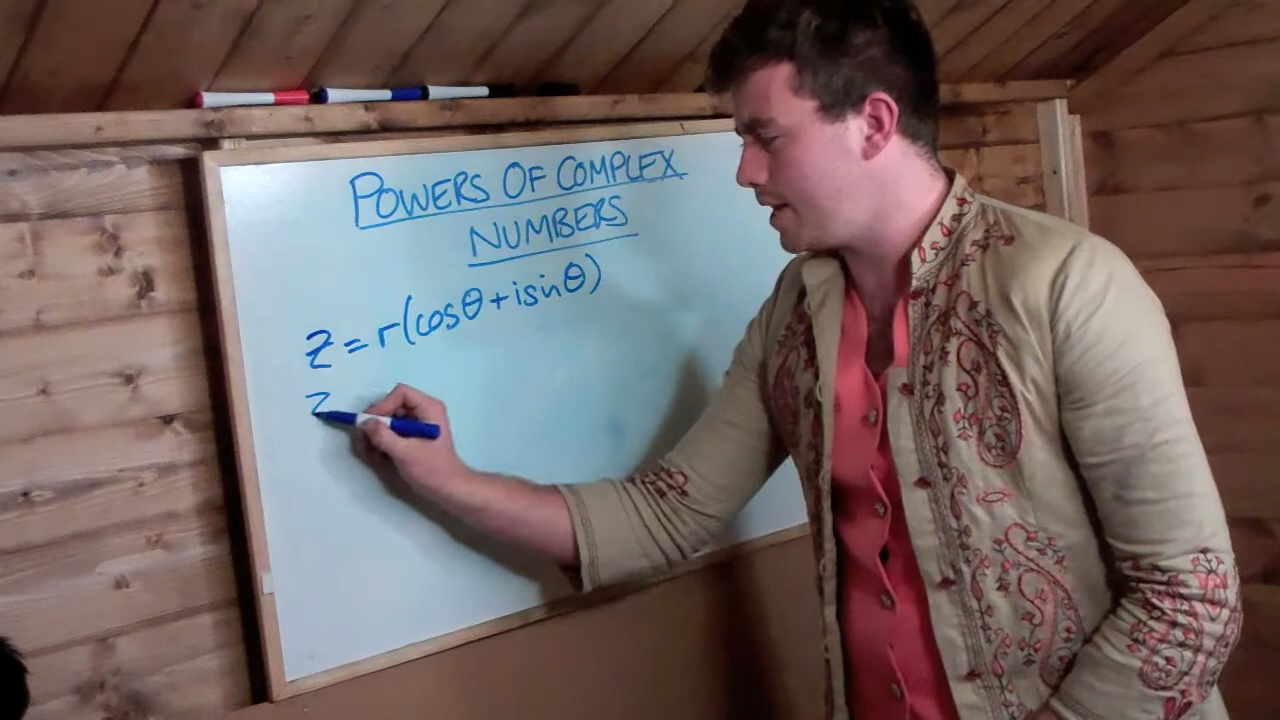 POWERS OF COMPLEX
NUMBERS
Z = r(cosθ + isinθ)
Z